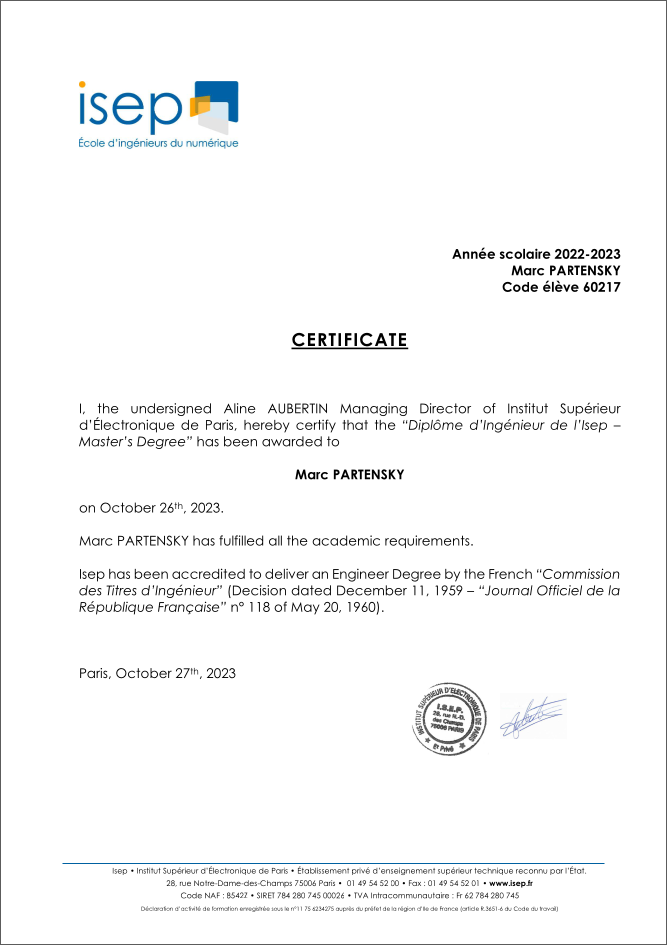 isep
École d'ingénieurs du numérique
Année scolaire 2022-2023
Marc PARTENSKY
Code élève 60217
CERTIFICATE
I, the undersigned Aline AUBERTIN Managing Director of Institut Supérieur
d'Électronique de Paris, hereby certify that the “Diplôme d'Ingénieur de l'Isep –
Master's Degree” has been awarded to
Marc PARTENSKY
on October 26th, 2023.
Marc PARTENSKY has fulfilled all the academic requirements.
Isep has been accredited to deliver an Engineer Degree by the French “Commission
des Titres d'Ingénieur” (Decision dated December 11, 1959 – “Journal Officiel de la
République Française” n° 118 of May 20, 1960).
Paris, October 27th, 2023
INSTITUT SUPÉRIEUR D'ELECTRONIQUE DE PARIS
I.S.E.P.
28, rue N.-D.
des Champs
75006 PARIS
Et Privé
Isep • Institut Supérieur d'Électronique de Paris • Établissement privé d'enseignement supérieur technique reconnu par l'État.
28, rue Notre-Dame-des-Champs 75006 Paris • 01 49 54 52 00 • Fax : 01 49 54 52 01 • www.isep.fr
Code NAF : 8542Z • SIRET 784 280 745 00026 • TVA Intracommunautaire : Fr 62 784 280 745
Déclaration d'activité de formation enregistrée sous le n°11 75 6234275 auprès du préfet de la région d'Ile de France (article R.3651-6 du Code du travail)